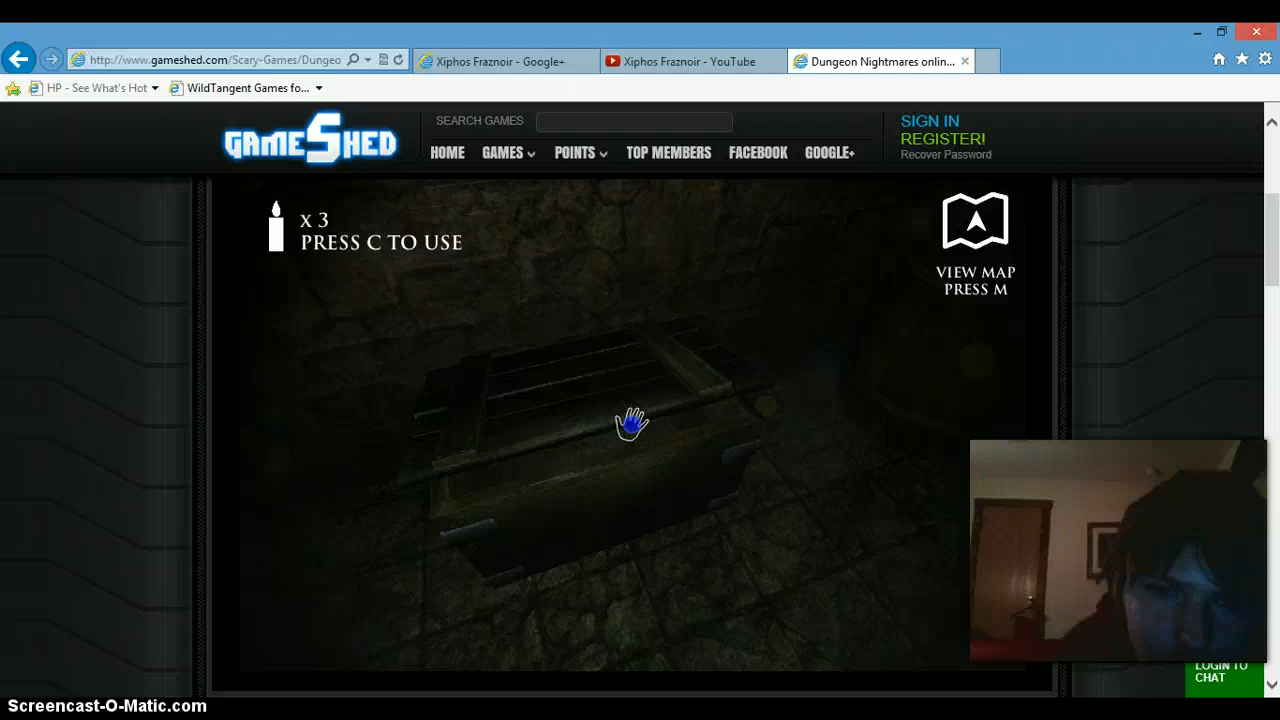 http://www.gameshed.com/Scary-Games/Dungeo
Xiphos Fraznoir - Google+
Xiphos Fraznoir - YouTube
Dungeon Nightmares onlin...
HP - See What's Hot
WildTangent Games fo...
GAMESHED
SEARCH GAMES
SIGN IN
REGISTER!
Recover Password
HOME
GAMES
POINTS
TOP MEMBERS
FACEBOOK
GOOGLE+
x 3
PRESS C TO USE
VIEW MAP
PRESS M
LOGIN TO
CHAT
Screencast-O-Matic.com